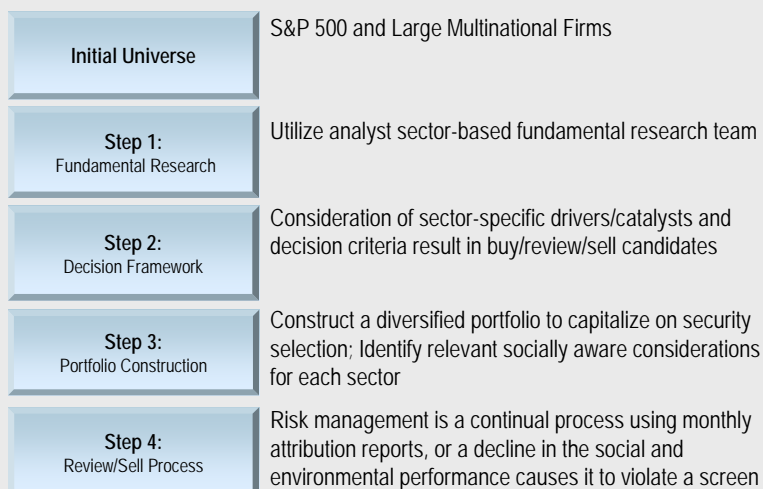 Initial Universe
S&P 500 and Large Multinational Firms
Step 1:
Fundamental Research
Utilize analyst sector-based fundamental research team
Step 2:
Decision Framework
Consideration of sector-specific drivers/catalysts and
decision criteria result in buy/review/sell candidates
Step 3:
Portfolio Construction
Construct a diversified portfolio to capitalize on security
selection; Identify relevant socially aware considerations
for each sector
Step 4:
Review/Sell Process
Risk management is a continual process using monthly
attribution reports, or a decline in the social and
environmental performance causes it to violate a screen